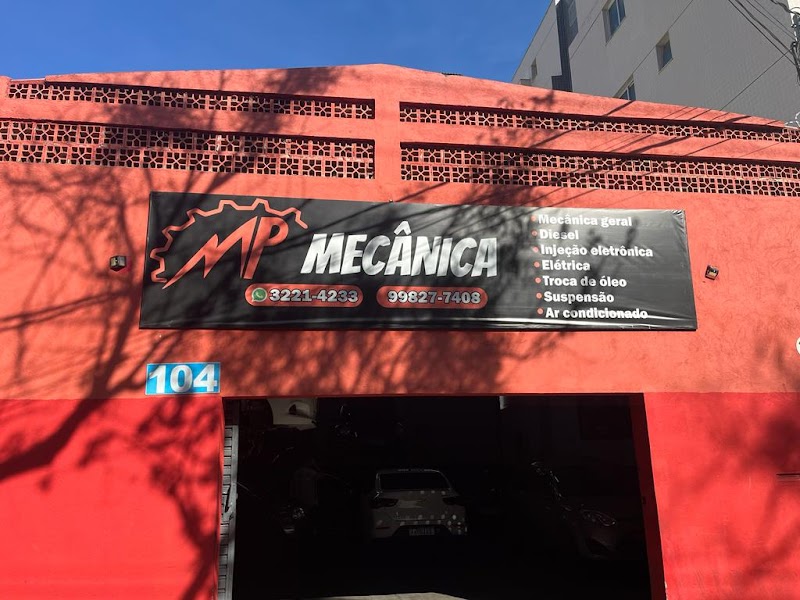 MP MECÂNICA
3221-4233 99827-7408
Mecânica geral
Diesel
Injeção eletrônica
Elétrica
Troca de óleo
Suspensão
Ar condicionado
104